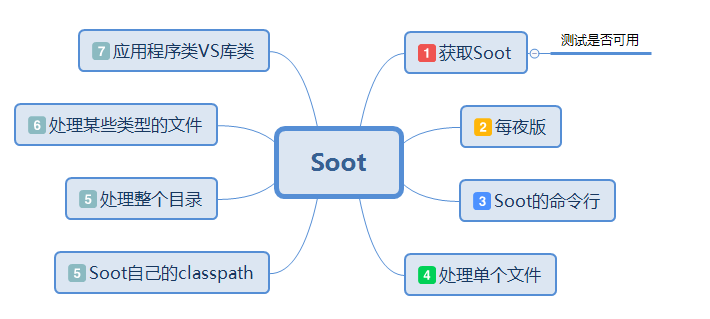 Soot
1 获取Soot
测试是否可用
2 每夜版
3 Soot的命令行
4 处理单个文件
5 Soot自己的classpath
5 处理整个目录
6 处理某些类型的文件
7 应用程序类VS库类